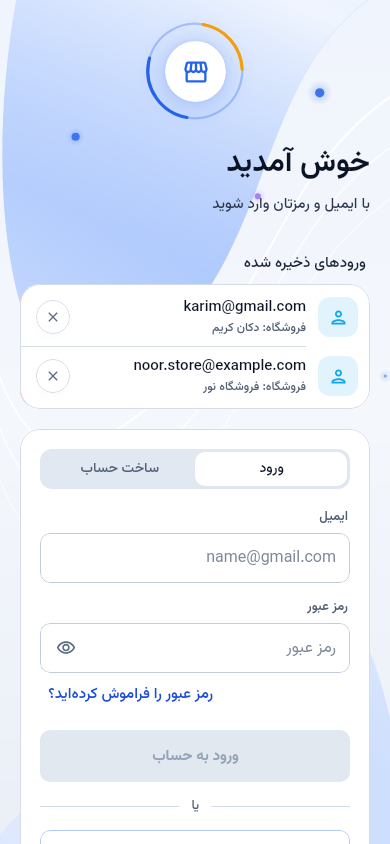 خوش آمدید
با ایمیل و رمزتان وارد شوید
ورودهای ذخیره شده
karim@gmail.com
فروشگاه: دکان کریم
noor.store@example.com
فروشگاه: فروشگاه نور
ورود
ساخت حساب
ایمیل
name@gmail.com
رمز عبور
رمز عبور
رمز عبور را فراموش کرده‌اید؟
ورود به حساب
یا